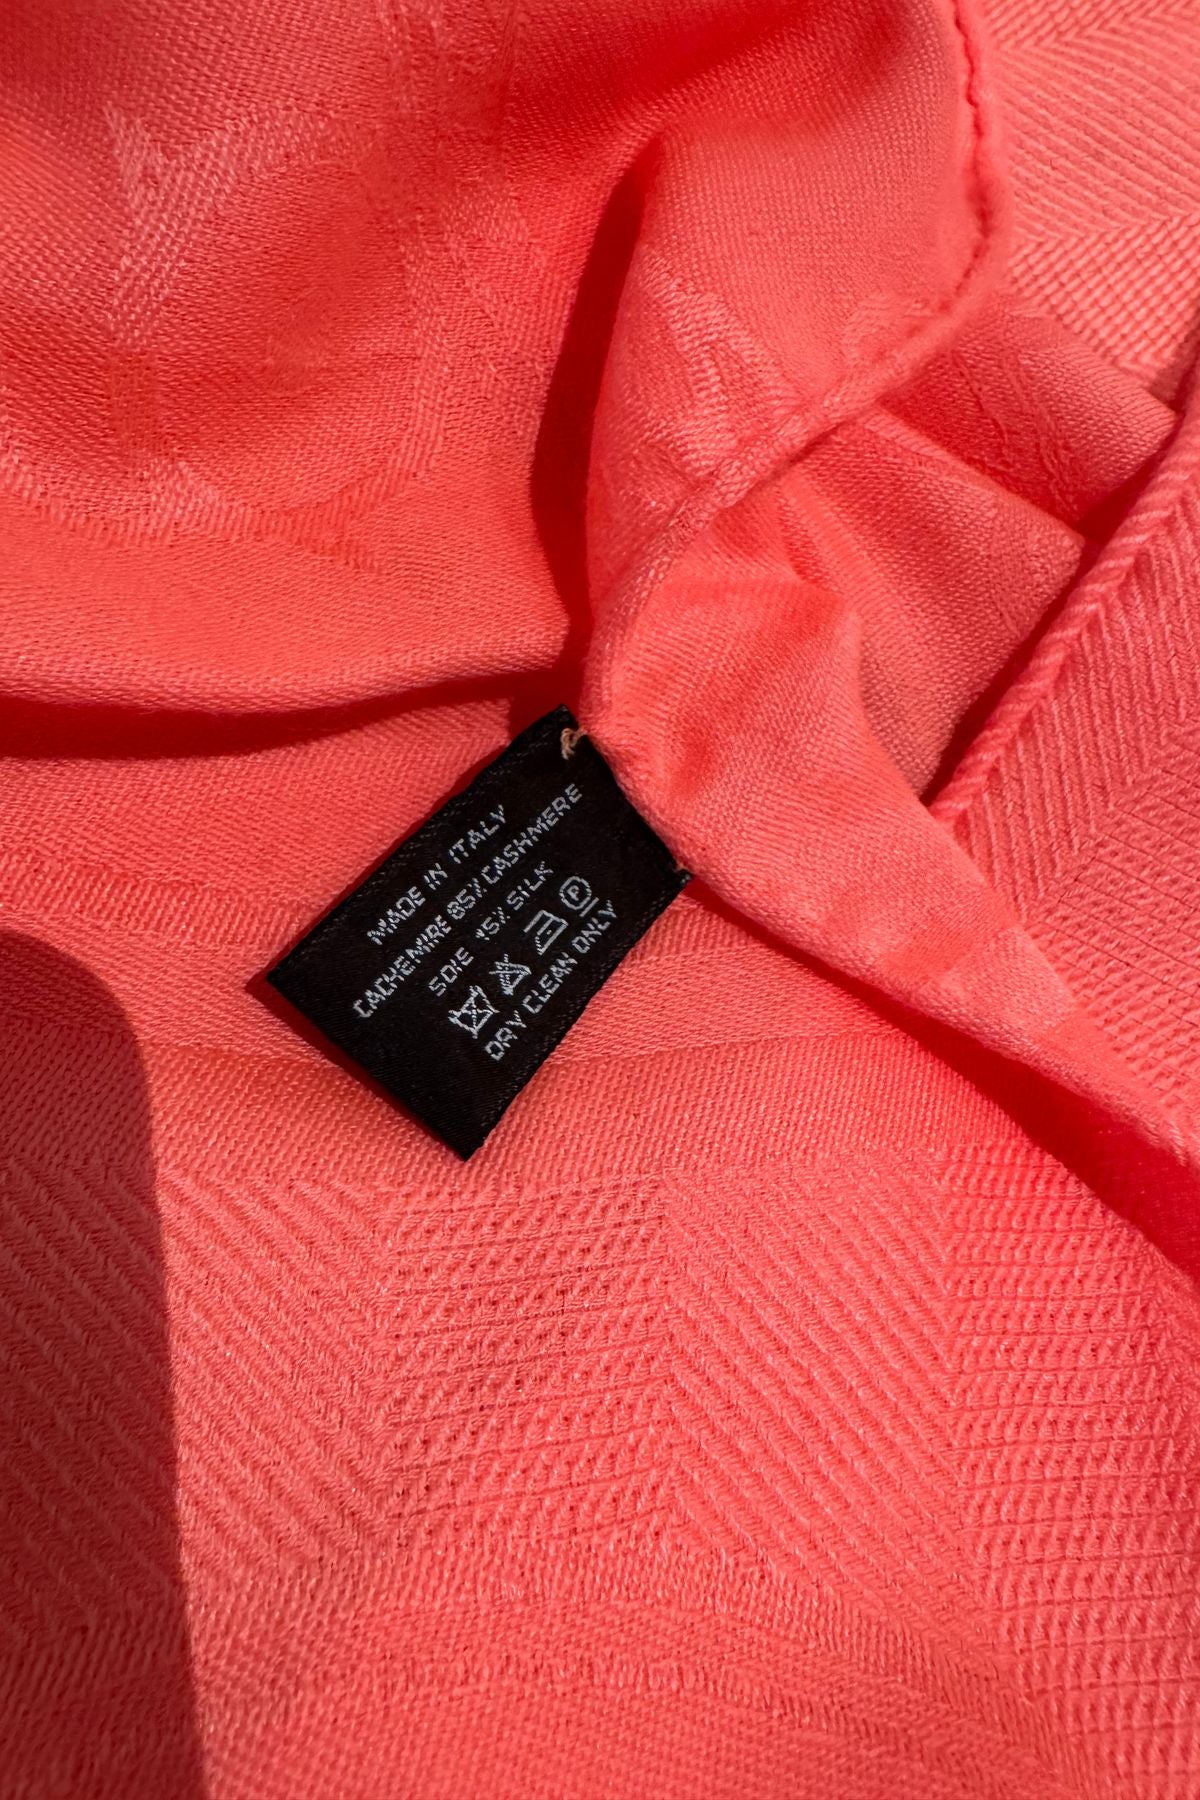 MADE IN ITALY
CACHEMIRE 85% CASHMERE
SOIE 15% SILK
P
DRY CLEAN ONLY